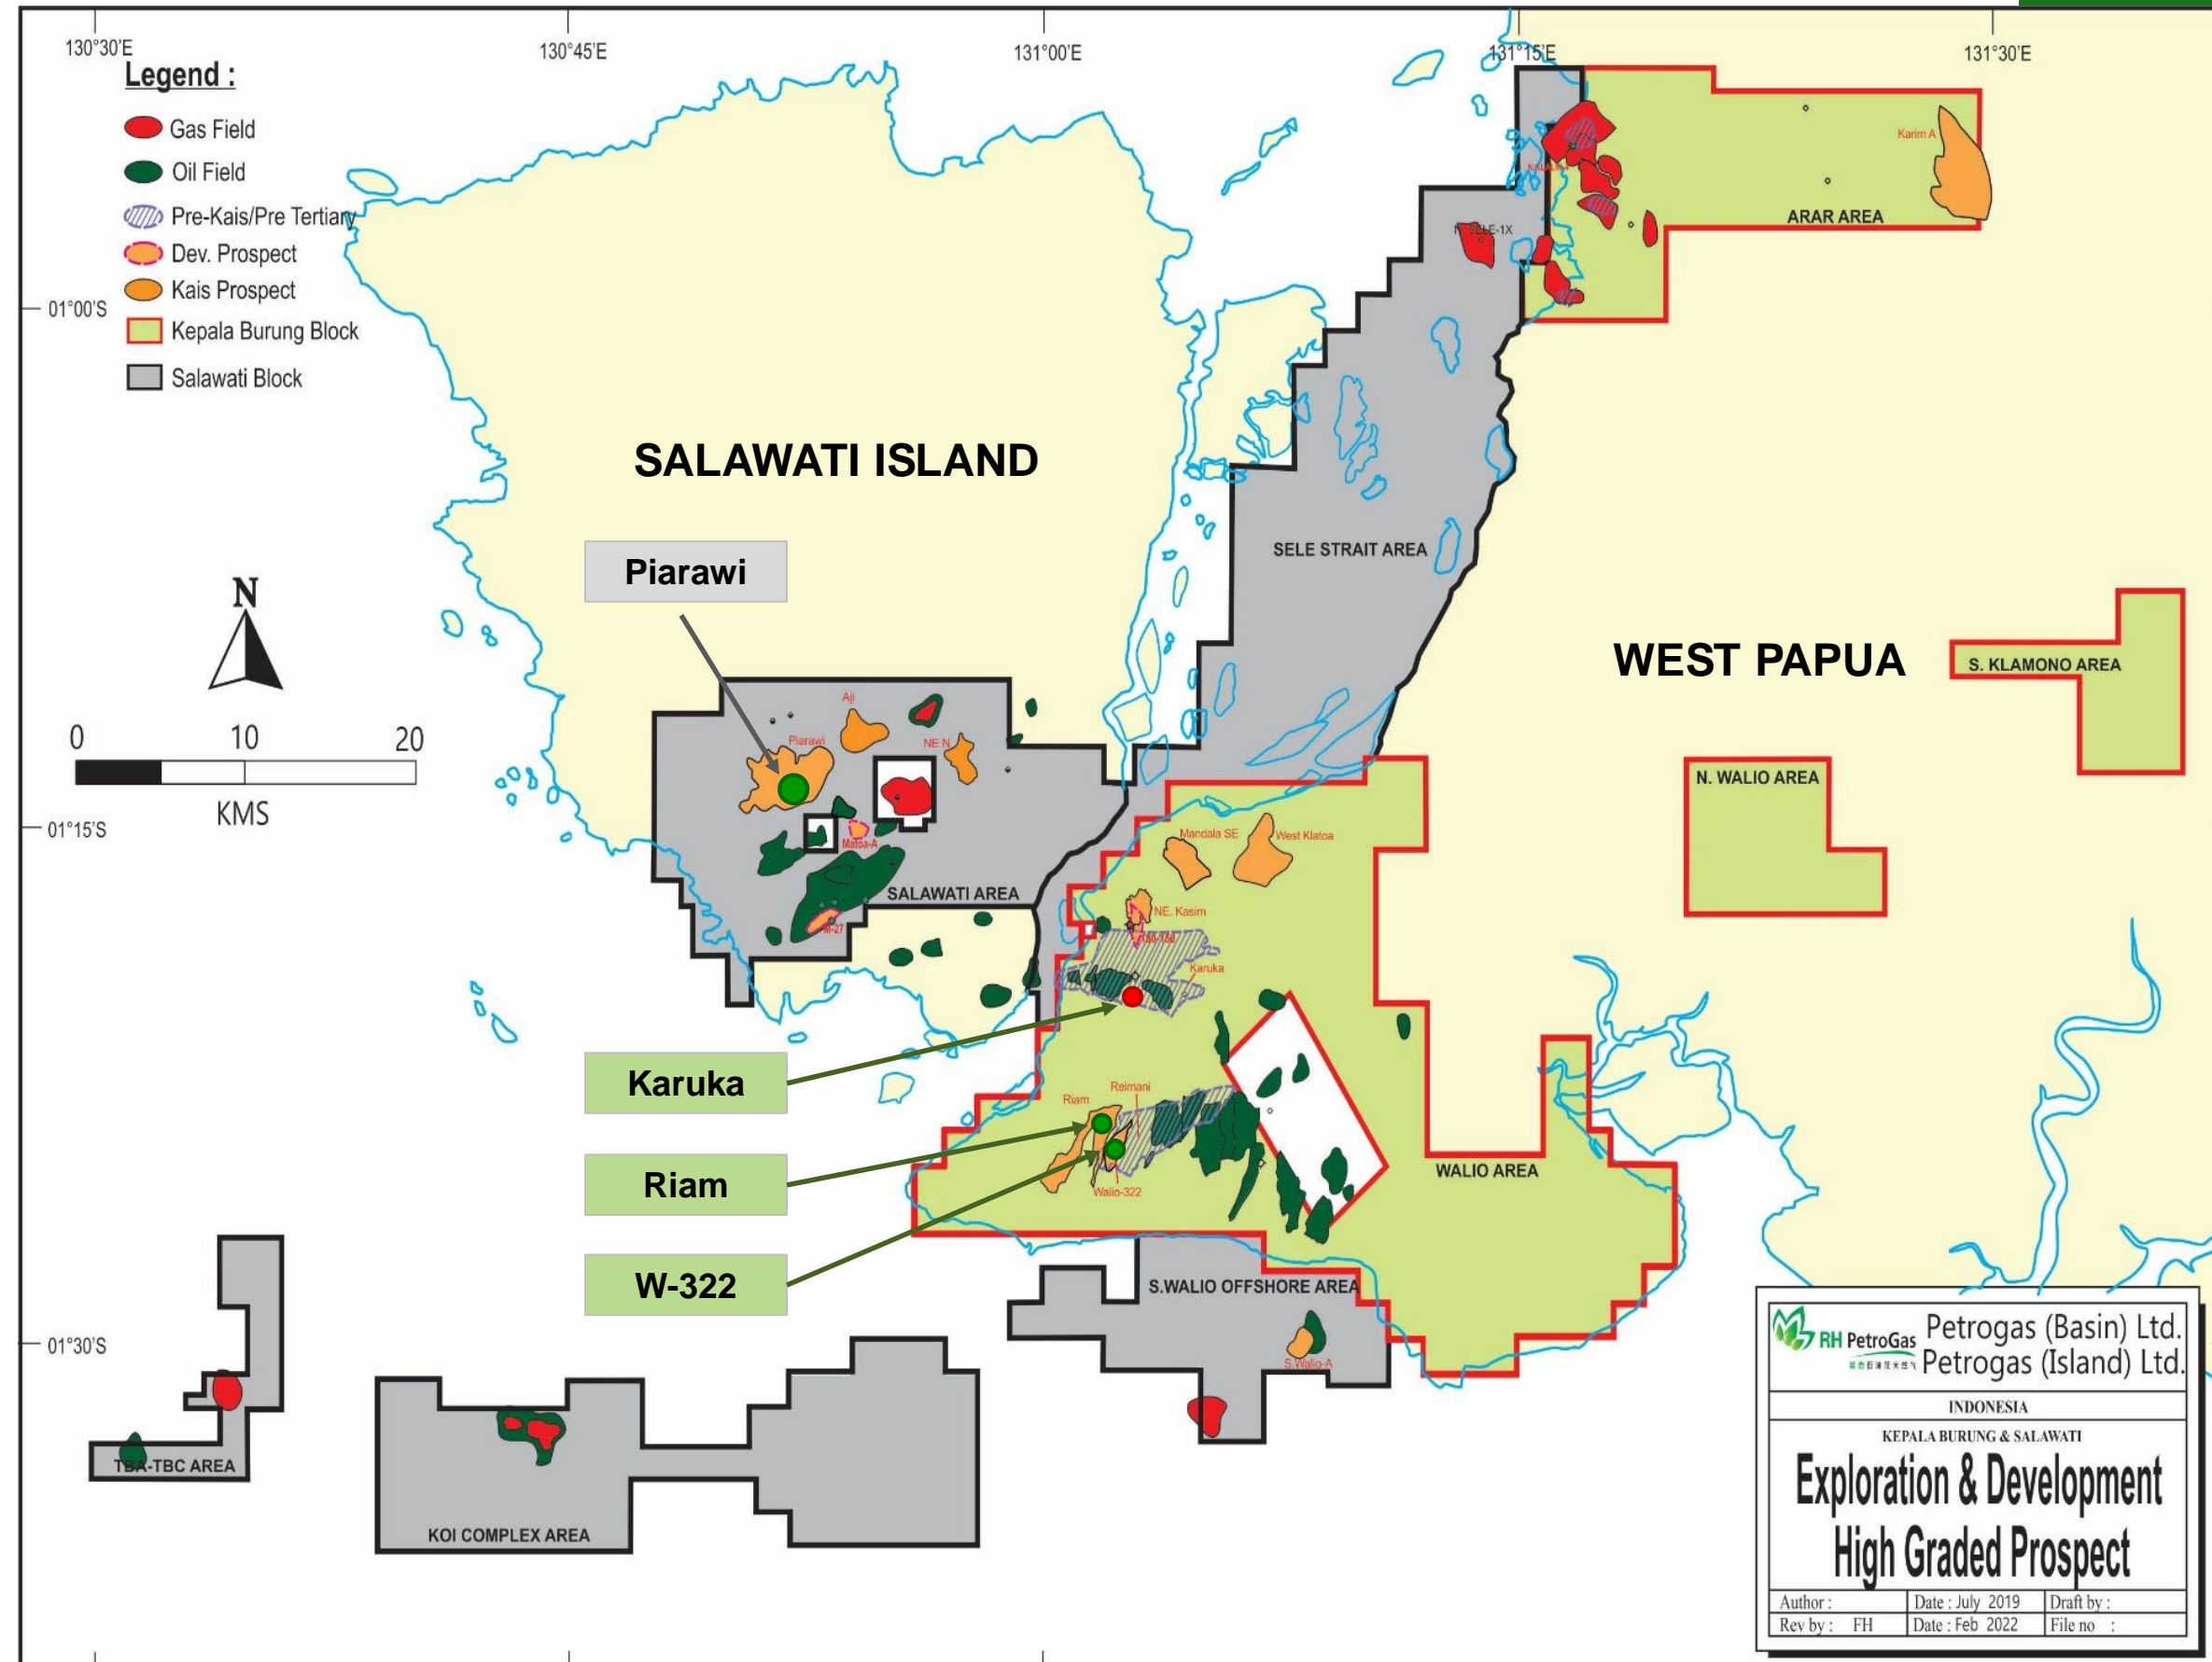 130°30'E
130°45'E
131°00'E
131°15'E
131°30'E
Legend :
Gas Field
Oil Field
Pre-Kais/Pre Tertiary
Dev. Prospect
Kais Prospect
Kepala Burung Block
Salawati Block
01°00'S
01°15'S
01°30'S
N
0 10 20
KMS
SALAWATI ISLAND
WEST PAPUA
Karim A
ARAR AREA
SELE STRAIT AREA
S. KLAMONO AREA
N. WALIO AREA
Piarawi
Aji
Piarawi
NE N
Matoa-A
SALAWATI AREA
M-27
Mandala SE
West Klatoa
NE. Kasim
Karuka
Karuka
Reimani
Riam
Riam
Walio-322
W-322
WALIO AREA
S.WALIO OFFSHORE AREA
S.Walio-A
TBA-TBC AREA
KOI COMPLEX AREA
RH PetroGas
Petrogas (Basin) Ltd.
Petrogas (Island) Ltd.
INDONESIA
KEPALA BURUNG & SALAWATI
Exploration & Development
High Graded Prospect
Author : Date : July 2019 Draft by :
Rev by : FH Date : Feb 2022 File no :